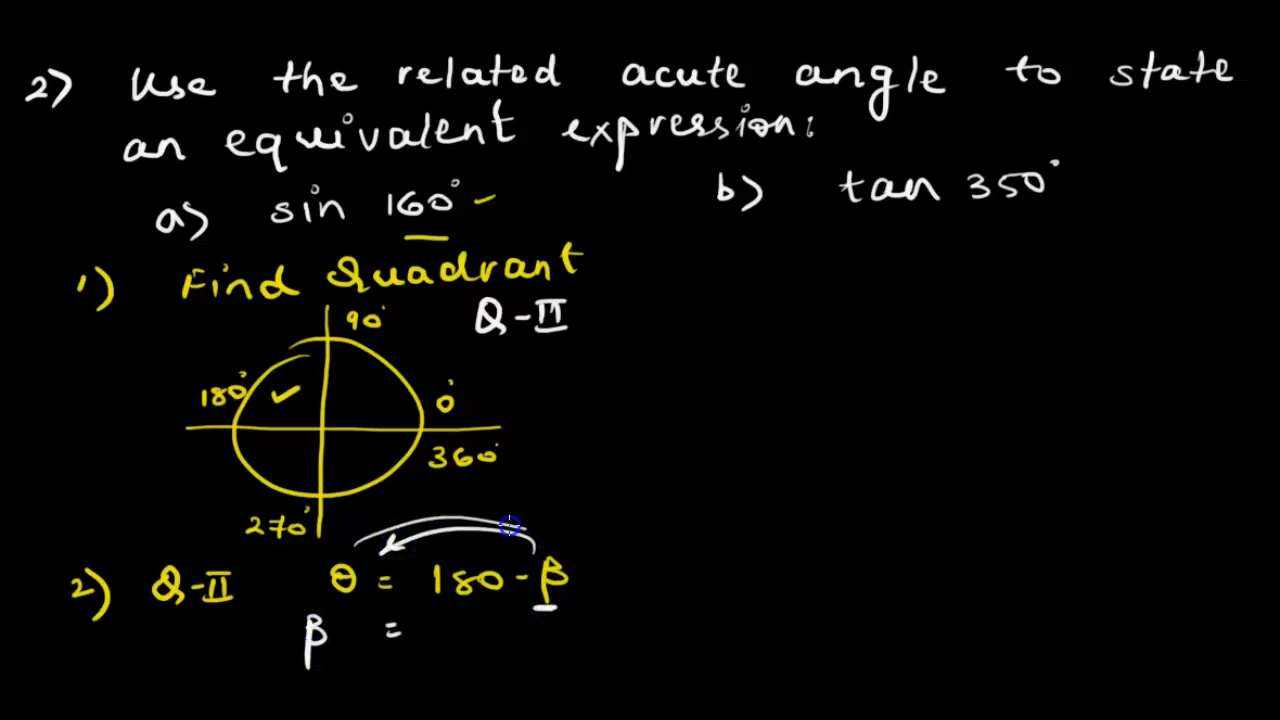 2) Use the related acute angle to state
an equivalent expression:
a) sin 160° b) tan 350°
1) Find Quadrant
Q-II
90°
180°
0°
360°
270°
2) Q-II θ = 180 - β
β =